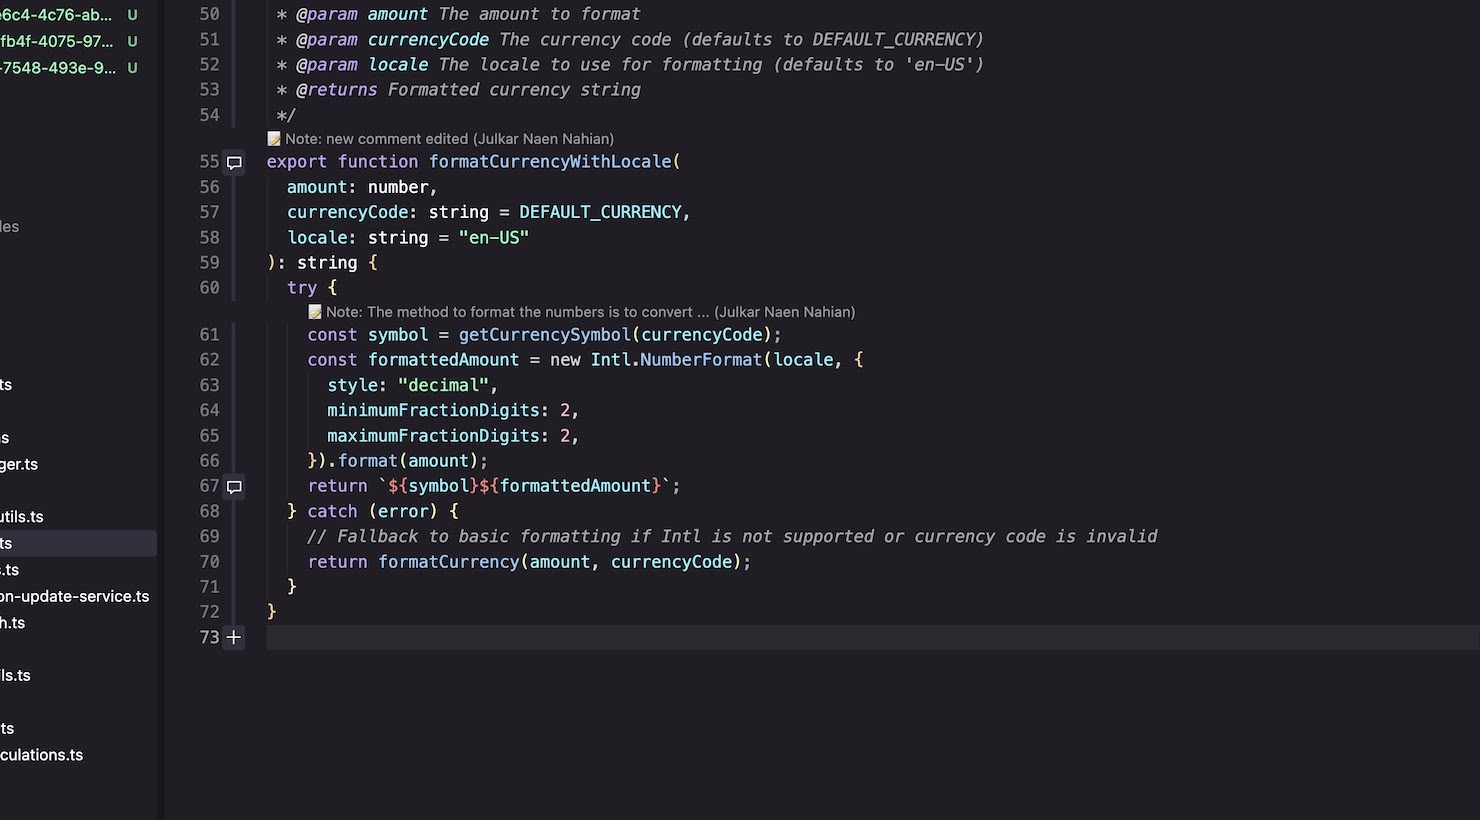 e6c4-4c76-ab... U
fb4f-4075-97... U
-7548-493e-9... U
les
ts
s
ger.ts
utils.ts
ts
.ts
on-update-service.ts
h.ts
ls.ts
ts
culations.ts
50 * @param amount The amount to format
51 * @param currencyCode The currency code (defaults to DEFAULT_CURRENCY)
52 * @param locale The locale to use for formatting (defaults to 'en-US')
53 * @returns Formatted currency string
54 */
Note: new comment edited (Julkar Naen Nahian)
55 export function formatCurrencyWithLocale(
56 amount: number,
57 currencyCode: string = DEFAULT_CURRENCY,
58 locale: string = "en-US"
59 ): string {
60 try {
Note: The method to format the numbers is to convert ... (Julkar Naen Nahian)
61 const symbol = getCurrencySymbol(currencyCode);
62 const formattedAmount = new Intl.NumberFormat(locale, {
63 style: "decimal",
64 minimumFractionDigits: 2,
65 maximumFractionDigits: 2,
66 }).format(amount);
67 return `${symbol}${formattedAmount}`;
68 } catch (error) {
69 // Fallback to basic formatting if Intl is not supported or currency code is invalid
70 return formatCurrency(amount, currencyCode);
71 }
72 }
73 +